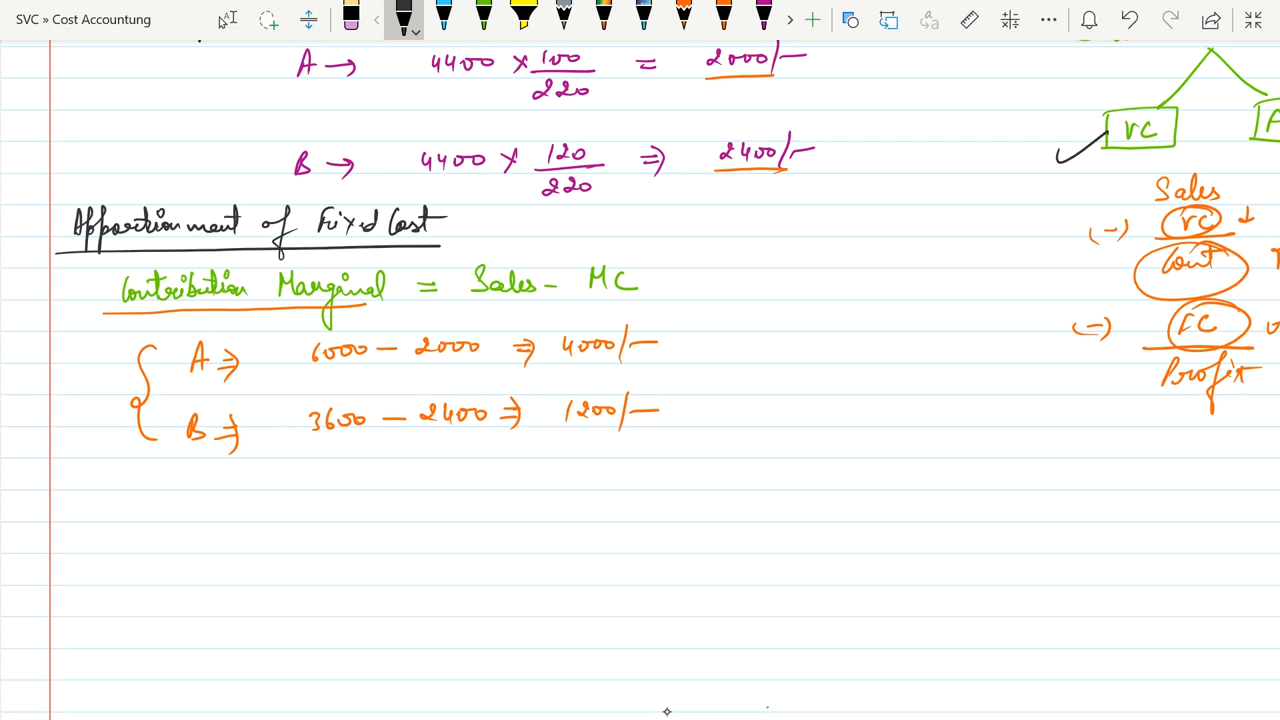 SVC » Cost Accountung
A → 4400 × 100/220 = 2000/-
B → 4400 × 120/220 ⇒ 2400/-
Apportionment of Fixed Cost
Contribution Marginal = Sales - MC
A ⇒ 6000 - 2000 ⇒ 4000/-
B ⇒ 3600 - 2400 ⇒ 1200/-
VC
Sales
(-) VC ↓
Cont
(-) FC
Profit